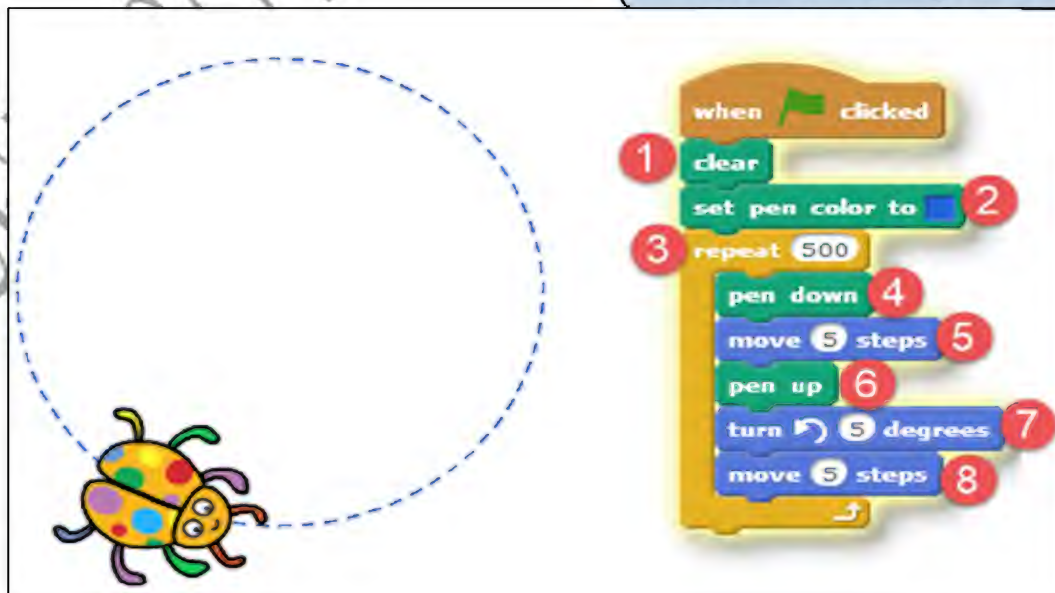 when clicked
1 clear
set pen color to 2
3 repeat 500
pen down 4
move 5 steps 5
pen up 6
turn 5 degrees 7
move 5 steps 8